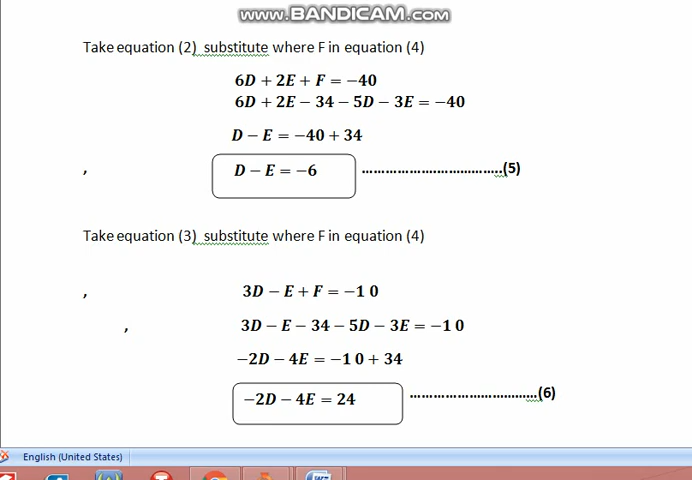 www.BANDICAM.com
Take equation (2) substitute where F in equation (4)
6D + 2E + F = −40
6D + 2E − 34 − 5D − 3E = −40
D − E = −40 + 34
, D − E = −6 ................................(5)
Take equation (3) substitute where F in equation (4)
, 3D − E + F = −1 0
, 3D − E − 34 − 5D − 3E = −1 0
−2D − 4E = −1 0 + 34
−2D − 4E = 24 ................................(6)
English (United States)